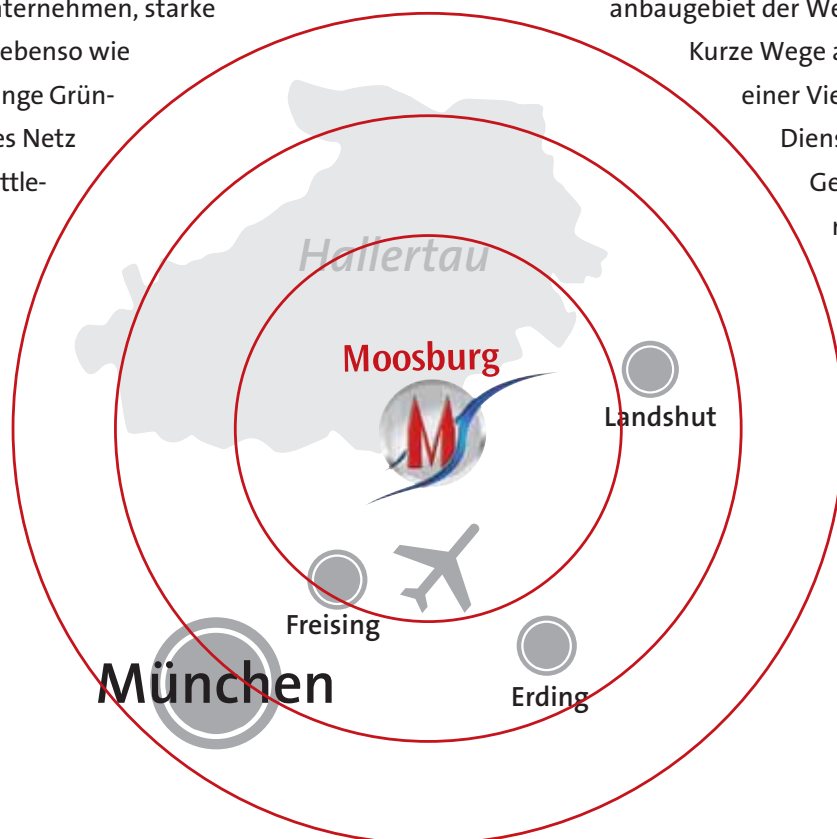 nternehmen, starke
ebenso wie
nge Grün-
es Netz
ttle-
anbaugebiet der We
Kurze Wege a
einer Vie
Diens
Ge
Hallertau
Moosburg
M
Landshut
Freising
München
Erding